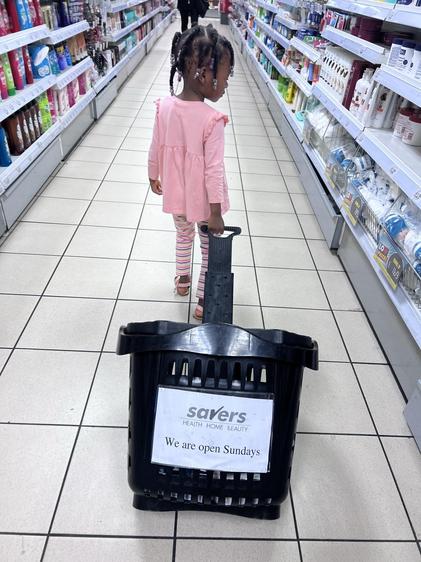 savers
HEALTH HOME BEAUTY
We are open Sundays